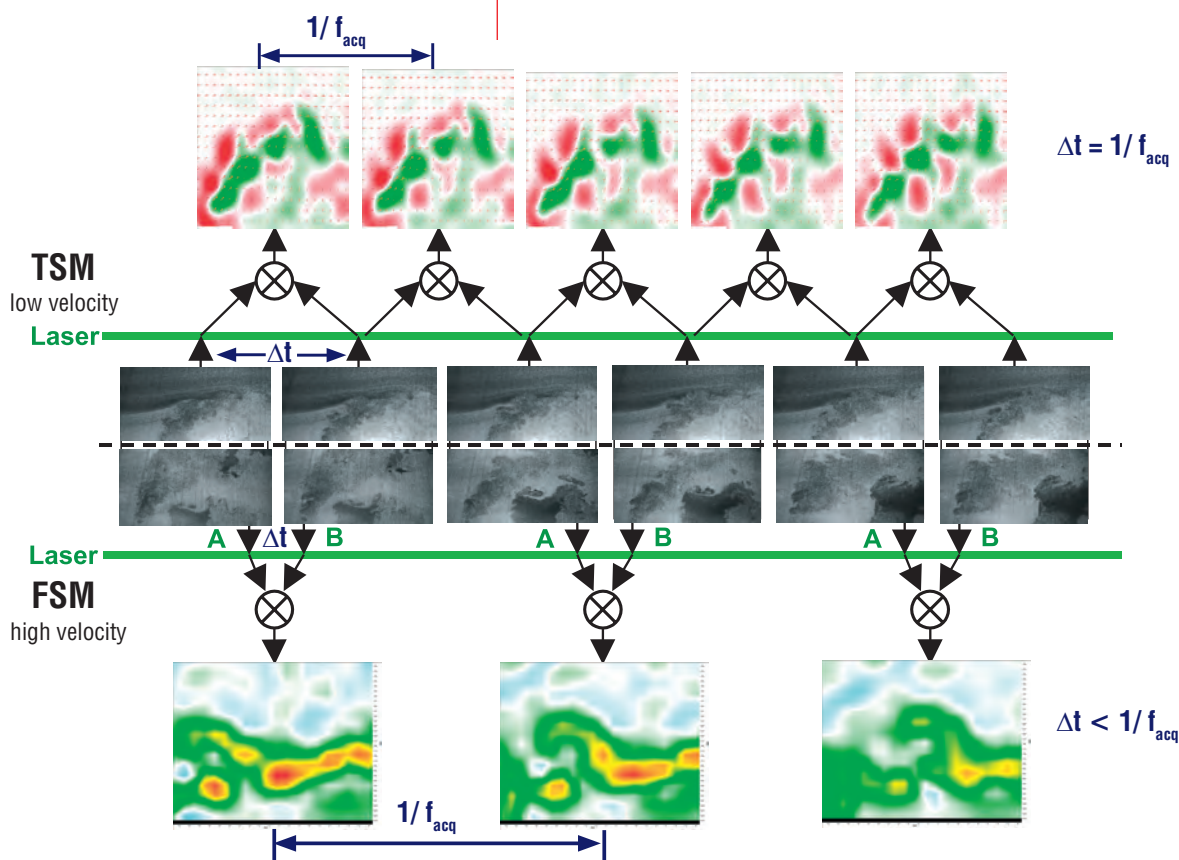 1/ f_acq
Δt = 1/ f_acq
TSM
low velocity
Laser
Δt
A Δt B A B A B
Laser
FSM
high velocity
Δt < 1/ f_acq
1/ f_acq